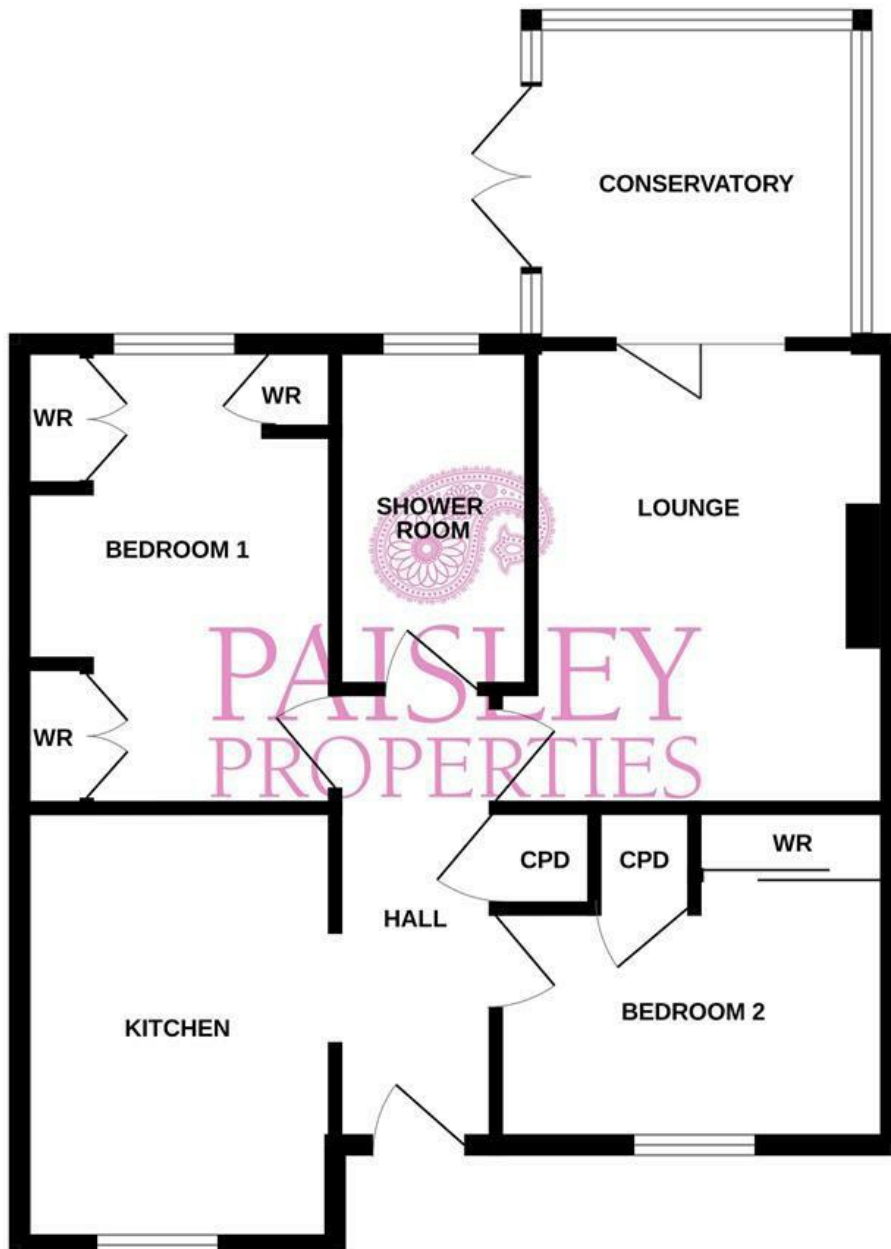 CONSERVATORY
WR
WR
SHOWER
ROOM
LOUNGE
BEDROOM 1
PAISLEY
PROPERTIES
WR
CPD
CPD
WR
HALL
KITCHEN
BEDROOM 2